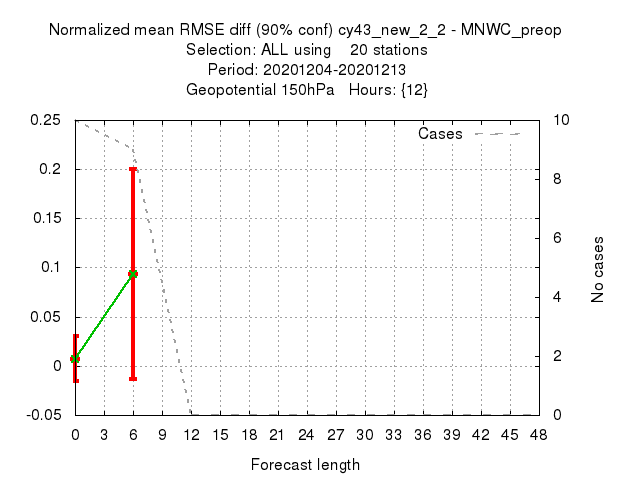 Normalized mean RMSE diff (90% conf) cy43_new_2_2 - MNWC_preop
Selection: ALL using    20 stations
Period: 20201204-20201213
Geopotential 150hPa   Hours: {12}
Cases
0.25
0.2
0.15
0.1
0.05
0
-0.05
10
8
6
4
2
0
No cases
0 3 6 9 12 15 18 21 24 27 30 33 36 39 42 45 48
Forecast length